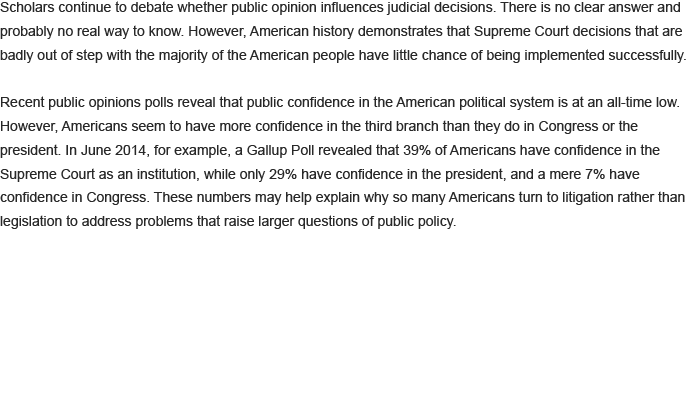 Scholars continue to debate whether public opinion influences judicial decisions. There is no clear answer and
probably no real way to know. However, American history demonstrates that Supreme Court decisions that are
badly out of step with the majority of the American people have little chance of being implemented successfully.
Recent public opinions polls reveal that public confidence in the American political system is at an all-time low.
However, Americans seem to have more confidence in the third branch than they do in Congress or the
president. In June 2014, for example, a Gallup Poll revealed that 39% of Americans have confidence in the
Supreme Court as an institution, while only 29% have confidence in the president, and a mere 7% have
confidence in Congress. These numbers may help explain why so many Americans turn to litigation rather than
legislation to address problems that raise larger questions of public policy.